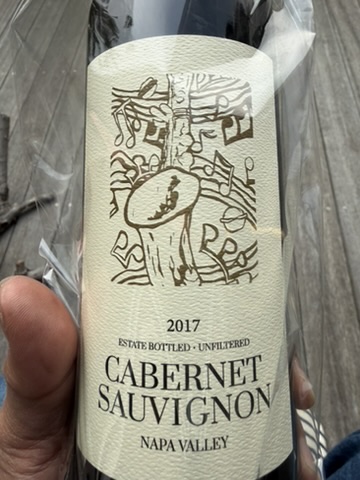 2017
ESTATE BOTTLED • UNFILTERED
CABERNET
SAUVIGNON
NAPA VALLEY